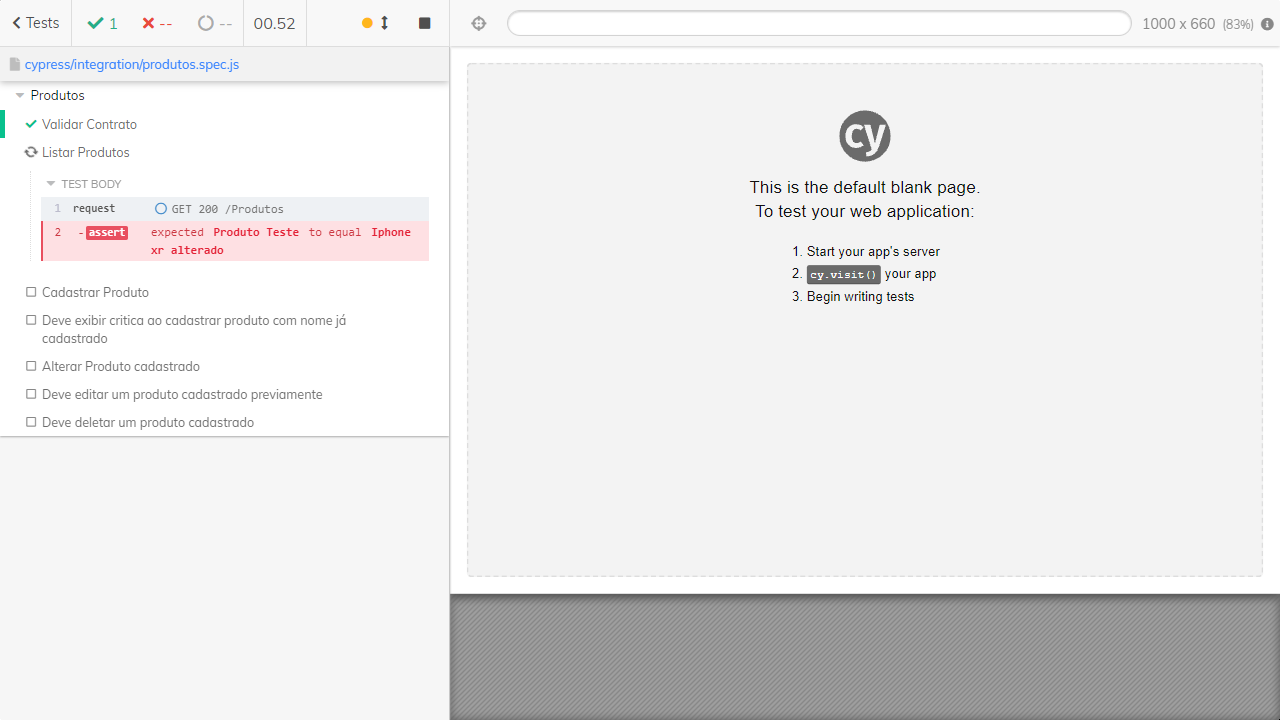 Tests 1 -- -- 00.52 1000 x 660 (83%)
cypress/integration/produtos.spec.js
Produtos
Validar Contrato
Listar Produtos
TEST BODY
1 request GET 200 /Produtos
2 -assert expected Produto Teste to equal Iphone
xr alterado
Cadastrar Produto
Deve exibir critica ao cadastrar produto com nome já
cadastrado
Alterar Produto cadastrado
Deve editar um produto cadastrado previamente
Deve deletar um produto cadastrado
cy
This is the default blank page.
To test your web application:
1. Start your app's server
2. cy.visit() your app
3. Begin writing tests